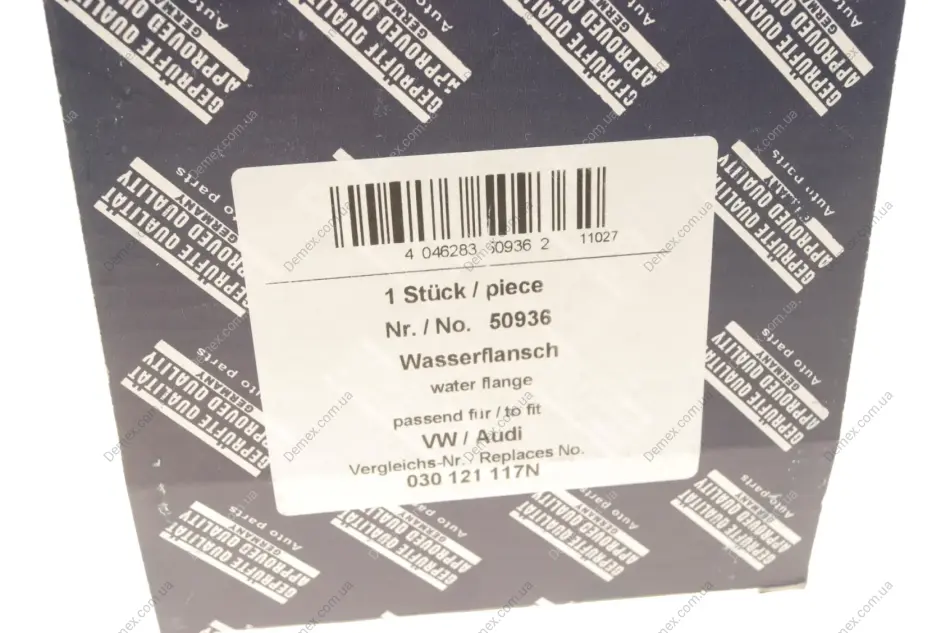 4 046283 50936 2
11027
1 Stück / piece
Nr. / No. 50936
Wasserflansch
water flange
passend für / to fit
VW / Audi
Vergleichs-Nr. / Replaces No.
030 121 117N
GEPRÜFTE QUALITÄT
APPROVED QUALITY
GERMANY
Auto parts
Demex.com.ua